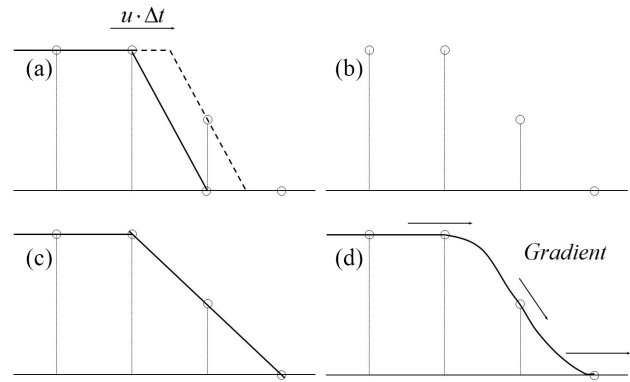 u · Δt
(a)
(b)
(c)
(d)
Gradient